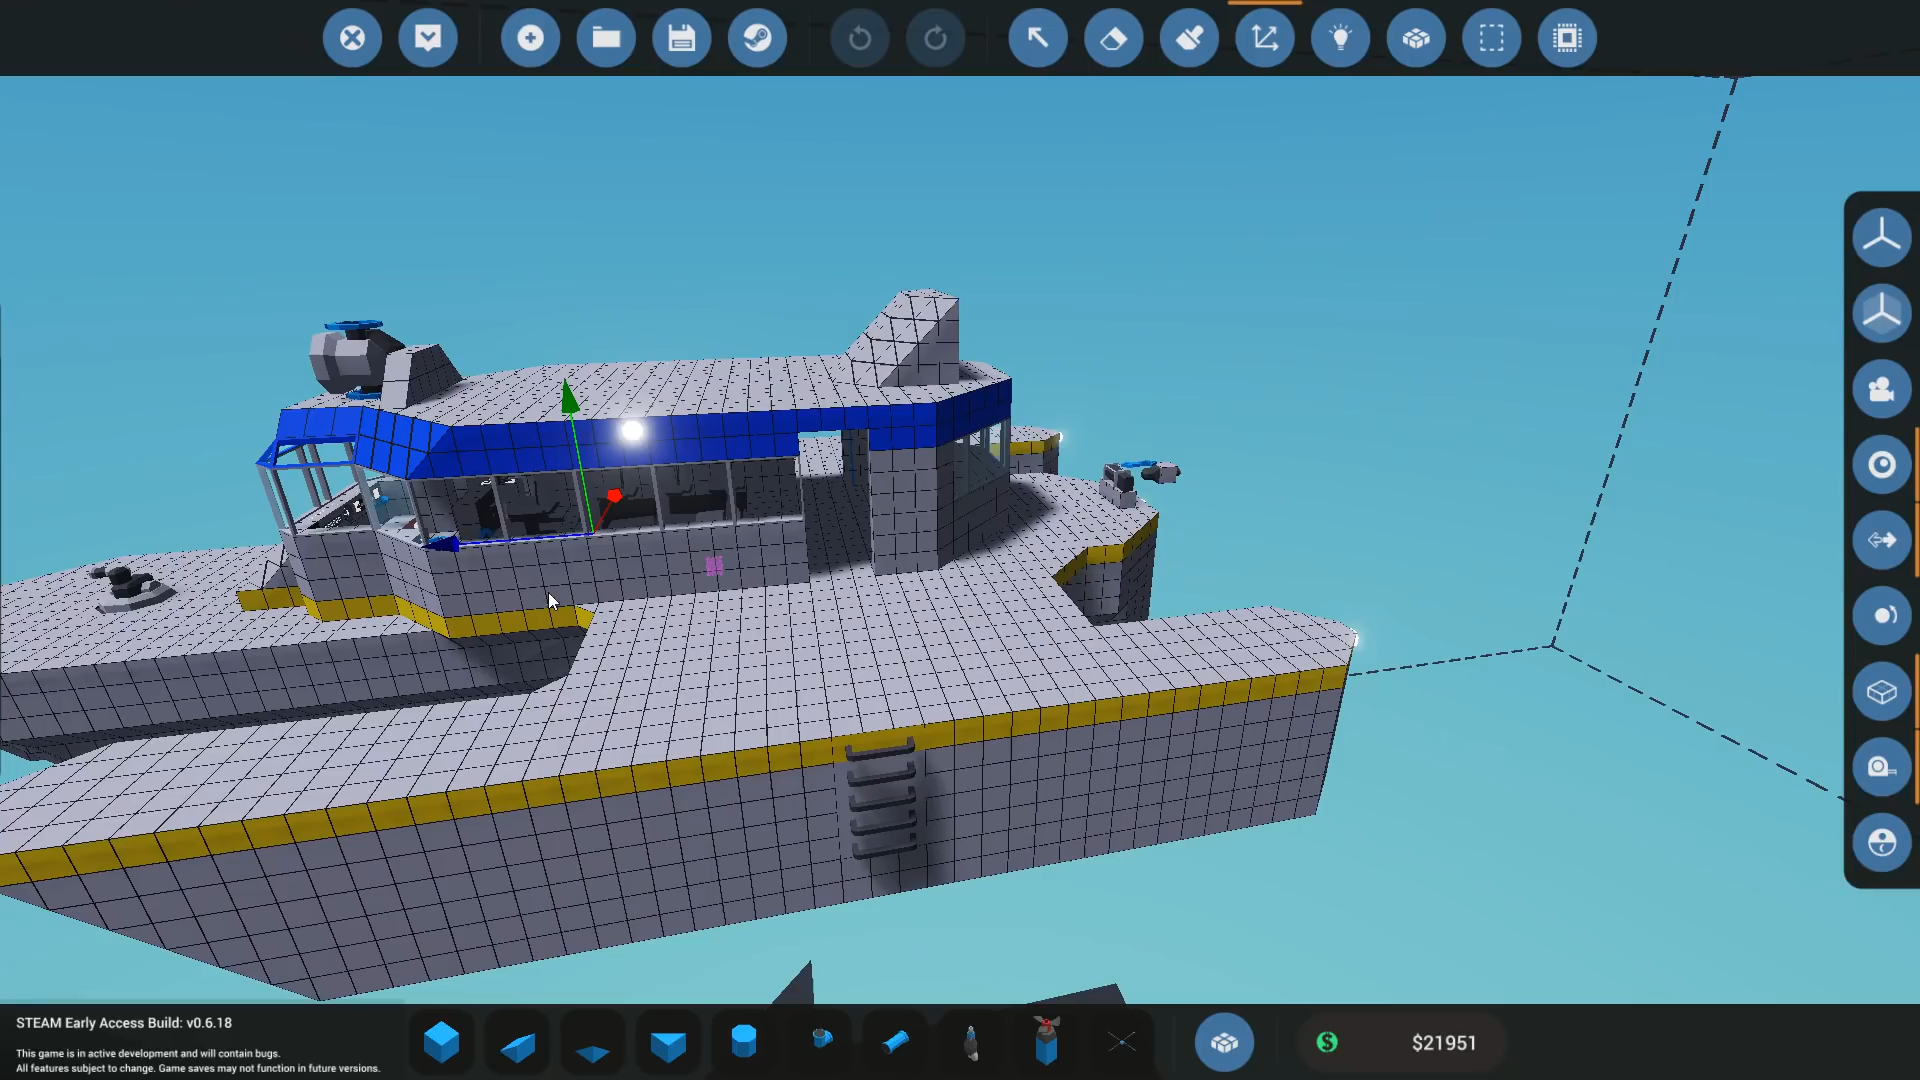 STEAM Early Access Build: v0.6.18
This game is in active development and will contain bugs.
All features subject to change. Game saves may not function in future versions.
$21951